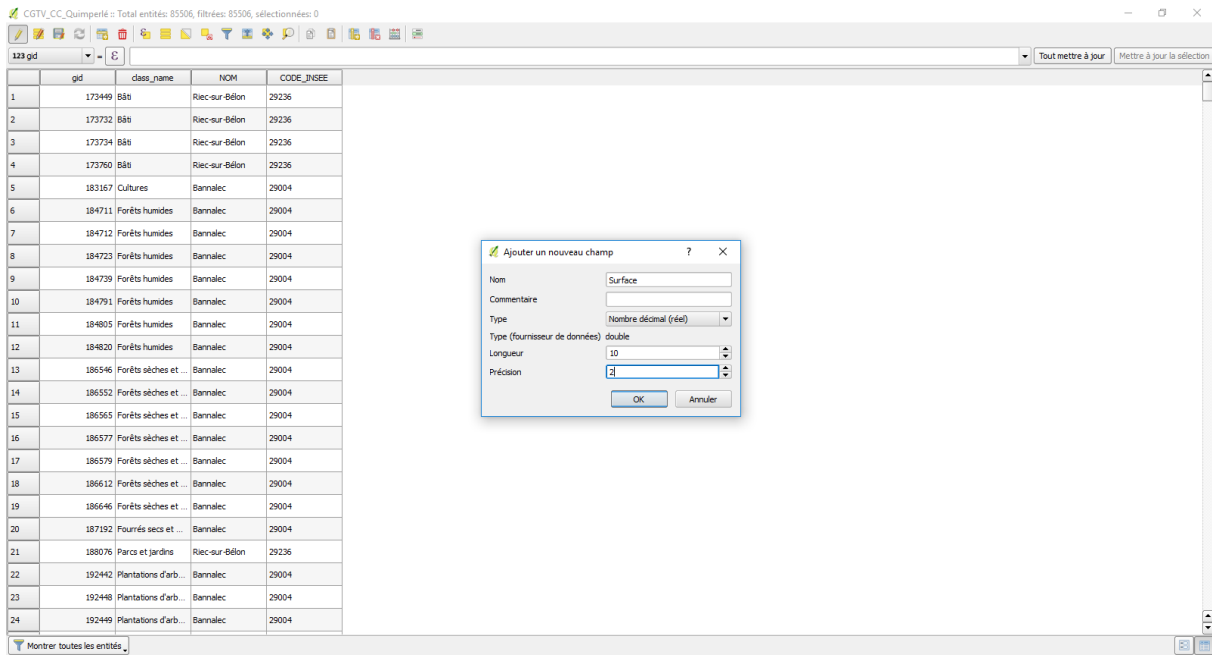 CGTV_CC_Quimperlé :: Total entités: 85506, filtrées: 85506, sélectionnées: 0
123 gid = ε Tout mettre à jour Mettre à jour la sélection
gid class_name NOM CODE_INSEE
1 173449 Bâti Riec-sur-Bélon 29236
2 173732 Bâti Riec-sur-Bélon 29236
3 173734 Bâti Riec-sur-Bélon 29236
4 173760 Bâti Riec-sur-Bélon 29236
5 183167 Cultures Bannalec 29004
6 184711 Forêts humides Bannalec 29004
7 184712 Forêts humides Bannalec 29004
8 184723 Forêts humides Bannalec 29004
9 184739 Forêts humides Bannalec 29004
10 184791 Forêts humides Bannalec 29004
11 184805 Forêts humides Bannalec 29004
12 184820 Forêts humides Bannalec 29004
13 186546 Forêts sèches et ... Bannalec 29004
14 186552 Forêts sèches et ... Bannalec 29004
15 186565 Forêts sèches et ... Bannalec 29004
16 186577 Forêts sèches et ... Bannalec 29004
17 186579 Forêts sèches et ... Bannalec 29004
18 186612 Forêts sèches et ... Bannalec 29004
19 186646 Forêts sèches et ... Bannalec 29004
20 187192 Fourrés secs et ... Bannalec 29004
21 188076 Parcs et jardins Riec-sur-Bélon 29236
22 192442 Plantations d'arb... Bannalec 29004
23 192448 Plantations d'arb... Bannalec 29004
24 192449 Plantations d'arb... Bannalec 29004
Ajouter un nouveau champ ?
Nom Surface
Commentaire
Type Nombre décimal (réel)
Type (fournisseur de données) double
Longueur 10
Précision 2
OK Annuler
Montrer toutes les entités